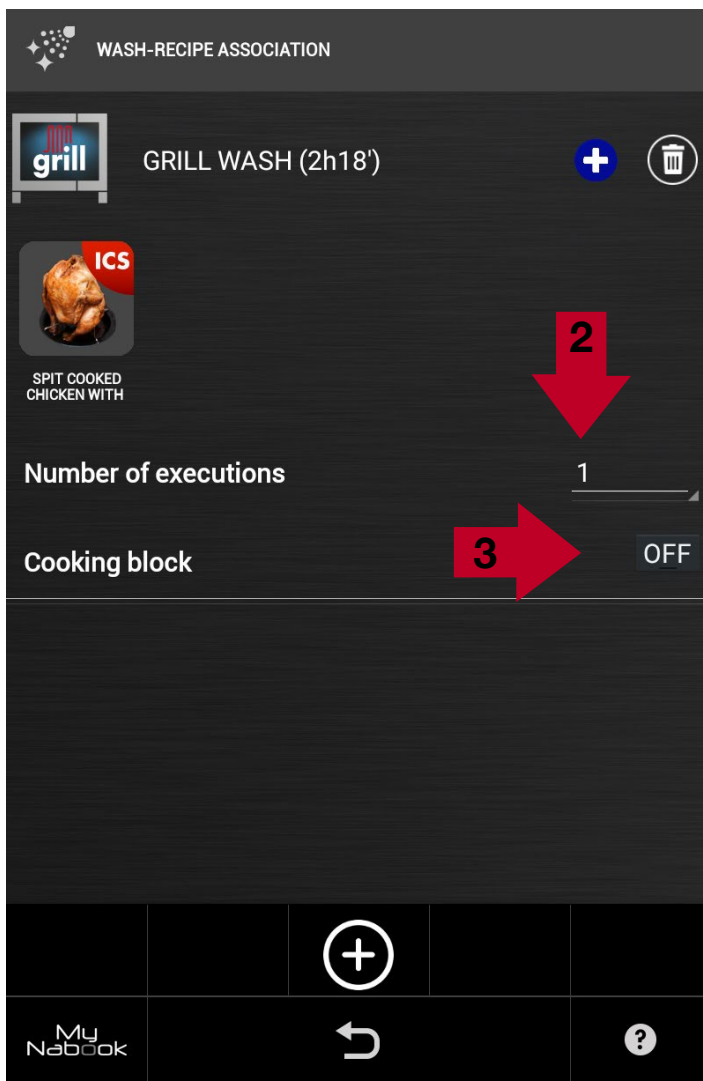 WASH-RECIPE ASSOCIATION
grill
GRILL WASH (2h18')
ICS
SPIT COOKED
CHICKEN WITH
2
Number of executions
1
Cooking block
3
OFF
My
Nabook
?